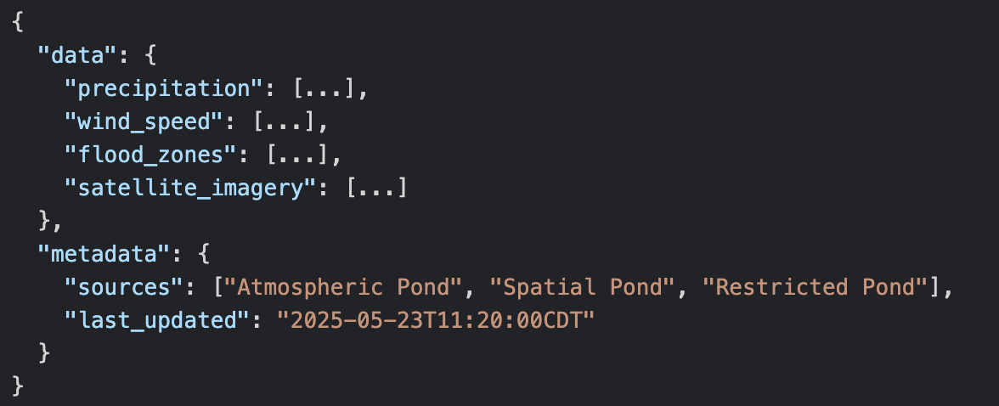 {
  "data": {
    "precipitation": [...],
    "wind_speed": [...],
    "flood_zones": [...],
    "satellite_imagery": [...]
  },
  "metadata": {
    "sources": ["Atmospheric Pond", "Spatial Pond", "Restricted Pond"],
    "last_updated": "2025-05-23T11:20:00CDT"
  }
}